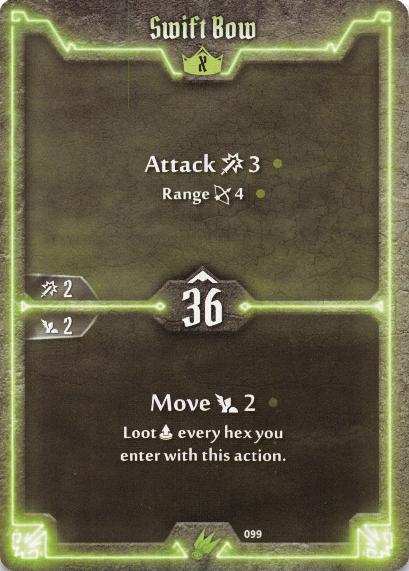 Swift Bow
X
Attack 3
Range 4
2
36
2
Move 2
Loot every hex you
enter with this action.
099